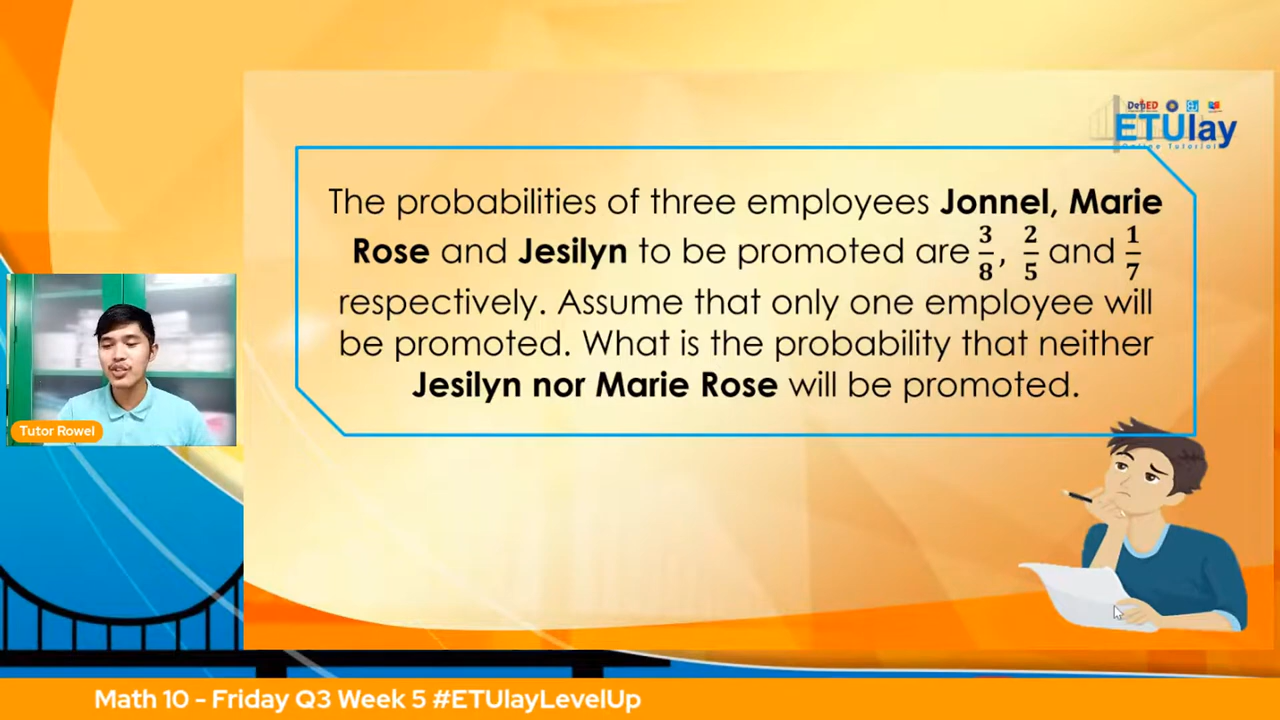 DepED
ETUlay
Online Tutorial
The probabilities of three employees Jonnel, Marie
Rose and Jesilyn to be promoted are 3/8, 2/5 and 1/7
respectively. Assume that only one employee will
be promoted. What is the probability that neither
Jesilyn nor Marie Rose will be promoted.
Tutor Rowel
Math 10 - Friday Q3 Week 5 #ETUlayLevelUp